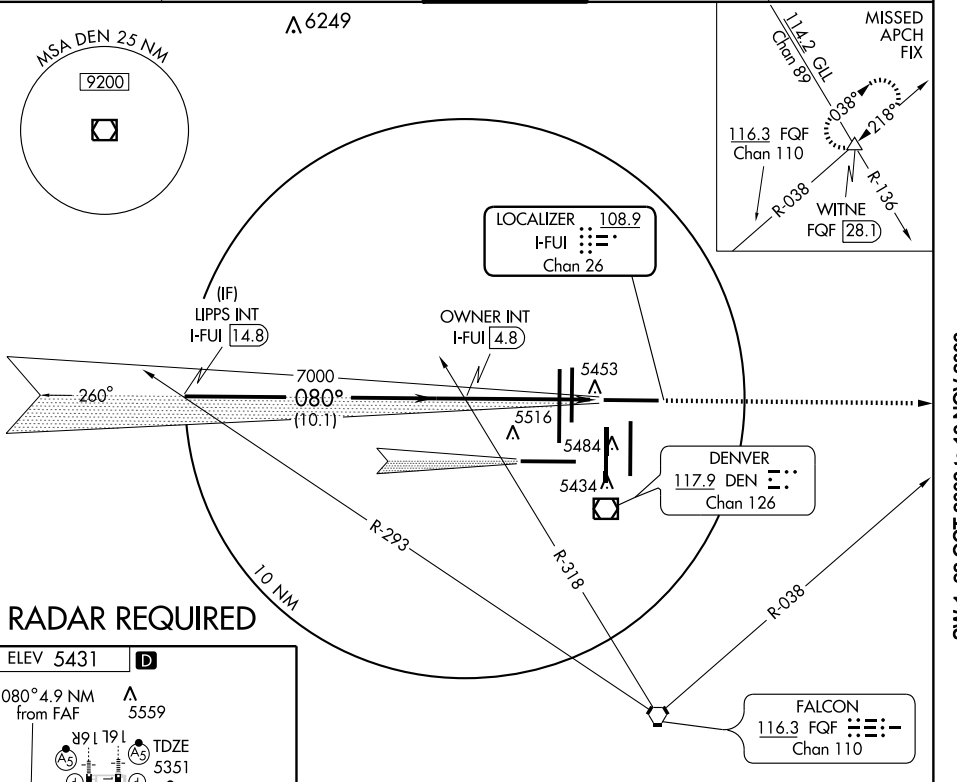 6249
MSA DEN 25 NM
9200
MISSED
APCH
FIX
114.2 GLL
Chan 89
038°
218°
116.3 FQF
Chan 110
R-038
R-136
WITNE
FQF 28.1
LOCALIZER 108.9
I-FUI
Chan 26
(IF)
LIPPS INT
I-FUI 14.8
OWNER INT
I-FUI 4.8
7000
260°
080°
(10.1)
5453
5516
5484
5434
DENVER
117.9 DEN
Chan 126
R-293
R-318
R-038
10 NM
RADAR REQUIRED
ELEV 5431 D
080° 4.9 NM
from FAF
5559
16R 16L
A5
A5
TDZE
5351
FALCON
116.3 FQF
Chan 110